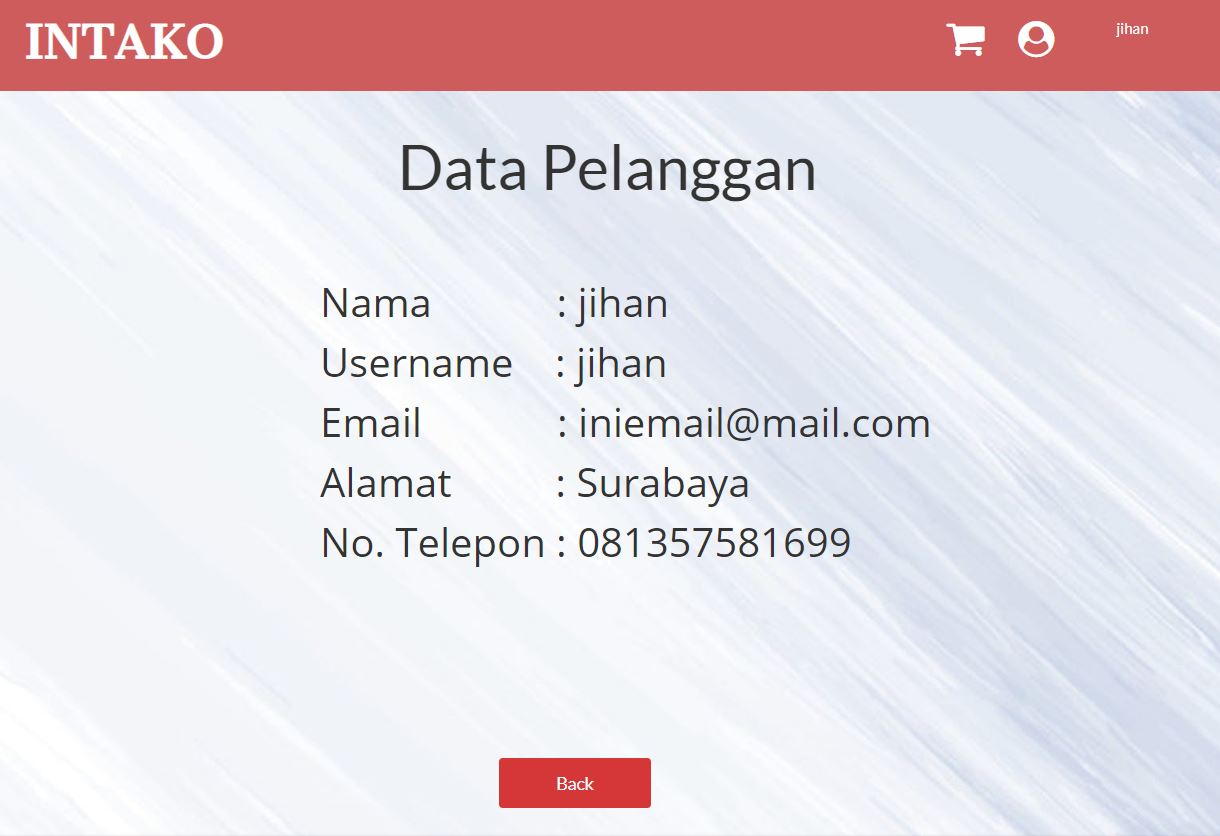 INTAKO
jihan
Data Pelanggan
Nama : jihan
Username : jihan
Email : iniemail@mail.com
Alamat : Surabaya
No. Telepon : 081357581699
Back